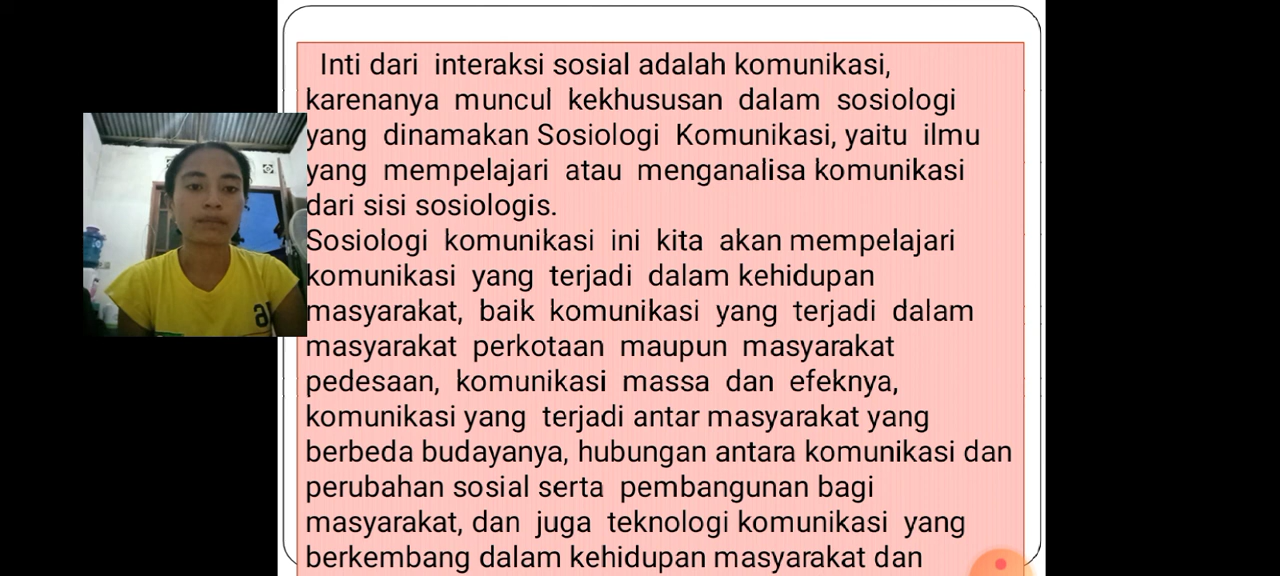 Inti dari interaksi sosial adalah komunikasi,
karenanya muncul kekhususan dalam sosiologi
yang dinamakan Sosiologi Komunikasi, yaitu ilmu
yang mempelajari atau menganalisa komunikasi
dari sisi sosiologis.
Sosiologi komunikasi ini kita akan mempelajari
komunikasi yang terjadi dalam kehidupan
masyarakat, baik komunikasi yang terjadi dalam
masyarakat perkotaan maupun masyarakat
pedesaan, komunikasi massa dan efeknya,
komunikasi yang terjadi antar masyarakat yang
berbeda budayanya, hubungan antara komunikasi dan
perubahan sosial serta pembangunan bagi
masyarakat, dan juga teknologi komunikasi yang
berkembang dalam kehidupan masyarakat dan